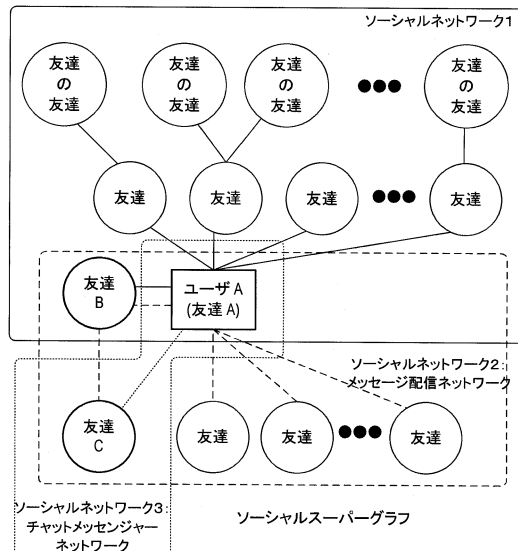 ソーシャルネットワーク1
友達
の
友達
友達
の
友達
友達
の
友達
●●●
友達
の
友達
友達
友達
友達
●●●
友達
友達
B
ユーザ A
(友達 A)
ソーシャルネットワーク2:
メッセージ配信ネットワーク
友達
C
友達
友達
●●●
友達
ソーシャルネットワーク3:
チャットメッセンジャー
ネットワーク
ソーシャルスーパーグラフ